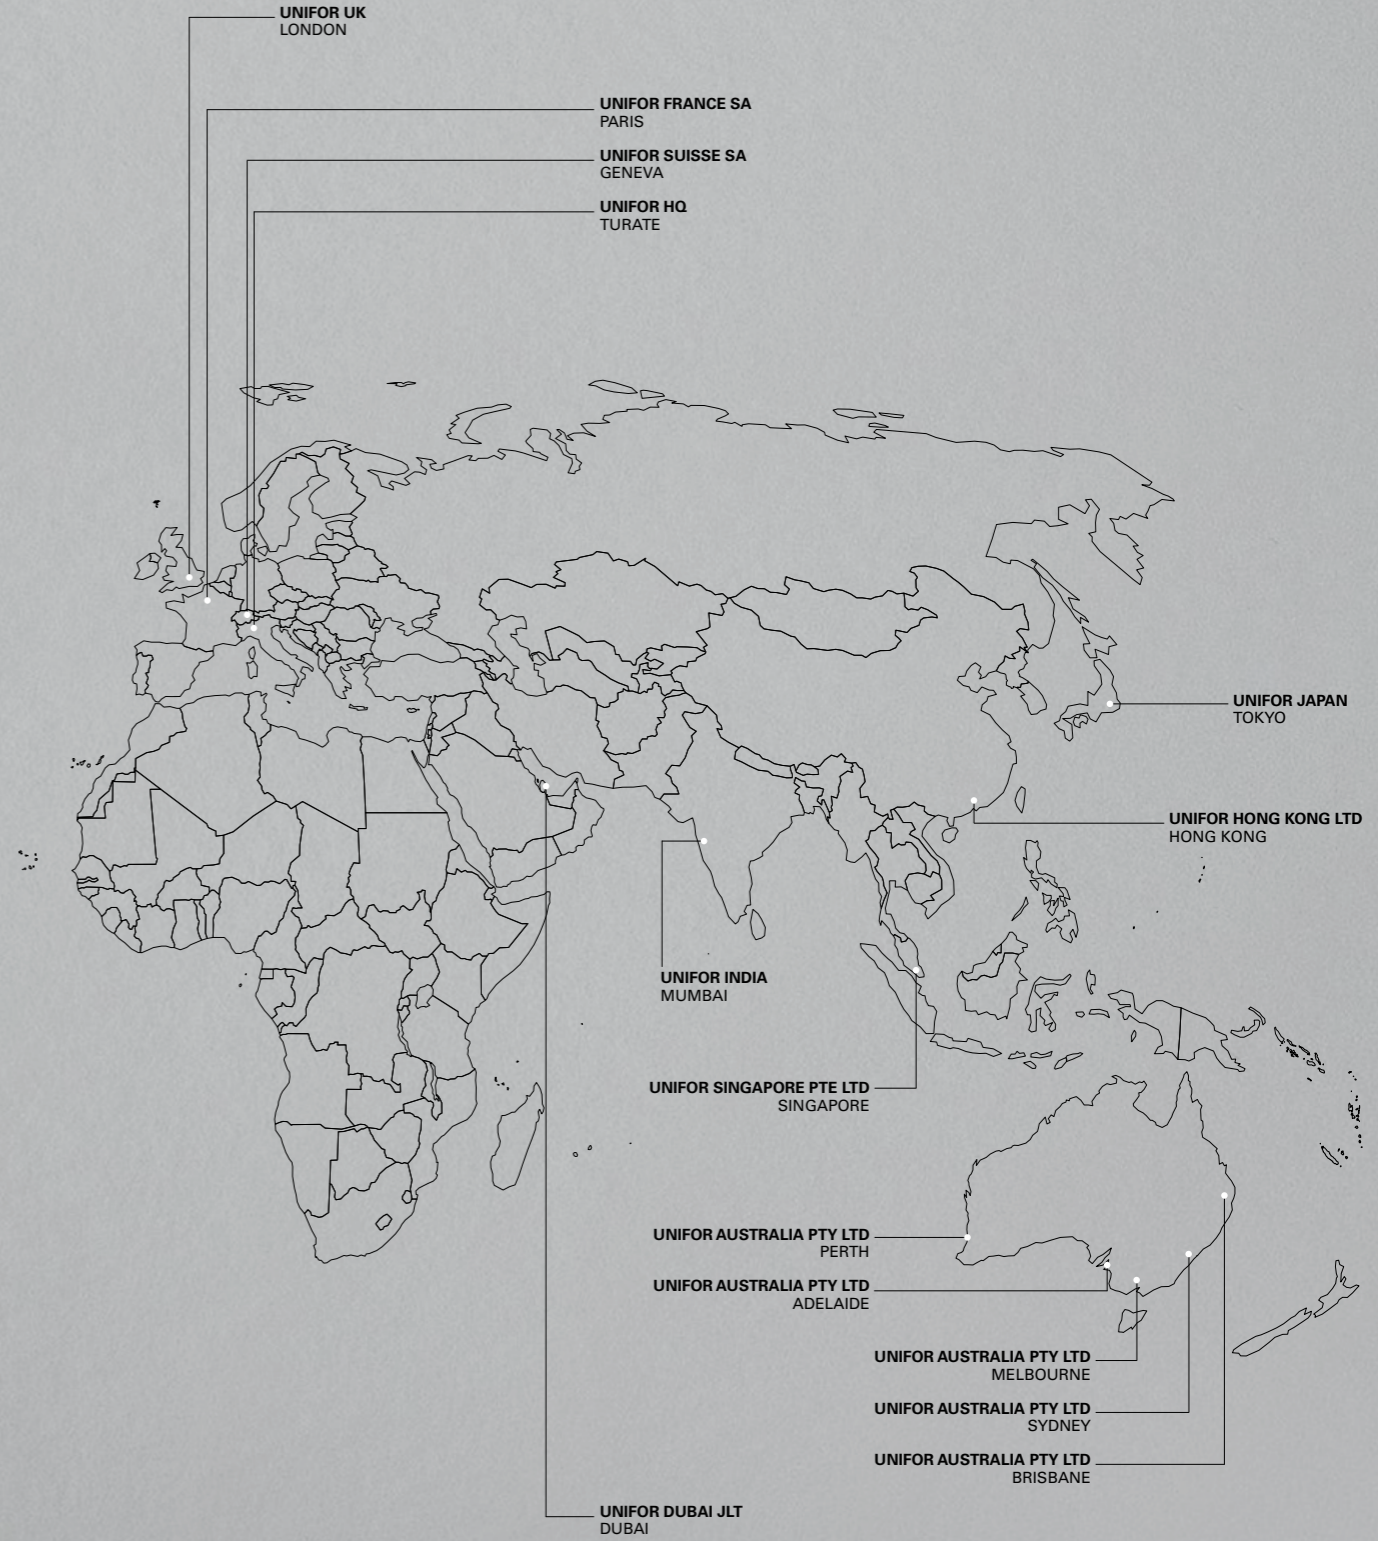 UNIFOR UK
LONDON
UNIFOR FRANCE SA
PARIS
UNIFOR SUISSE SA
GENEVA
UNIFOR HQ
TURATE
UNIFOR JAPAN
TOKYO
UNIFOR HONG KONG LTD
HONG KONG
UNIFOR INDIA
MUMBAI
UNIFOR SINGAPORE PTE LTD
SINGAPORE
UNIFOR AUSTRALIA PTY LTD
PERTH
UNIFOR AUSTRALIA PTY LTD
ADELAIDE
UNIFOR AUSTRALIA PTY LTD
MELBOURNE
UNIFOR AUSTRALIA PTY LTD
SYDNEY
UNIFOR AUSTRALIA PTY LTD
BRISBANE
UNIFOR DUBAI JLT
DUBAI